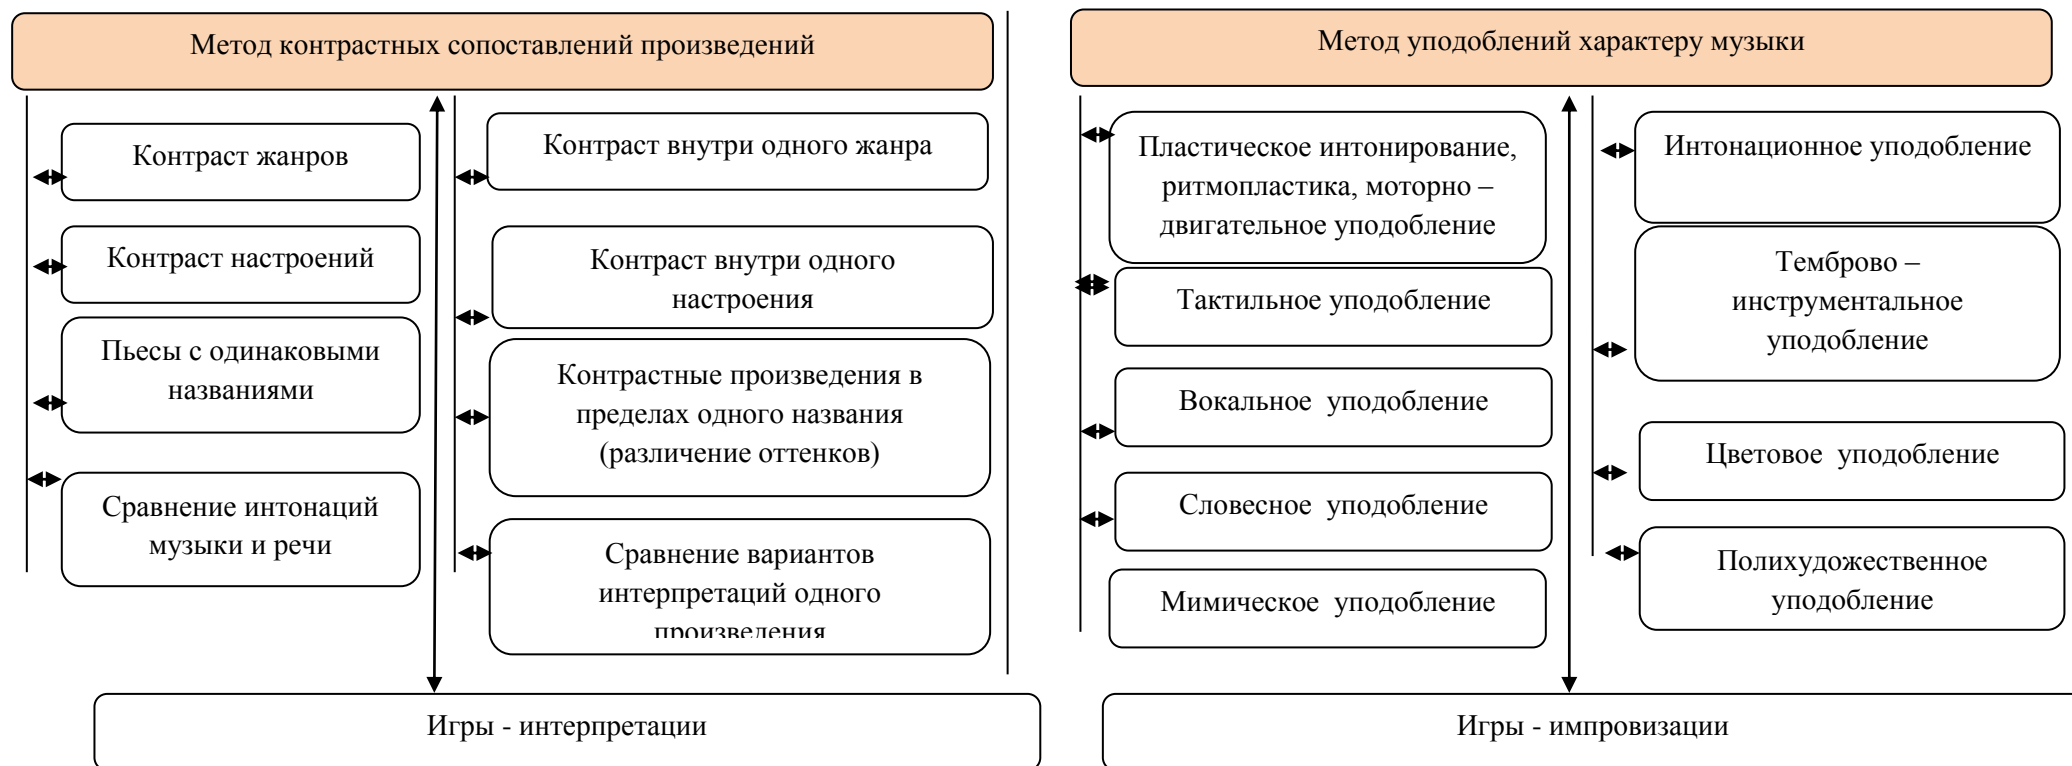 Метод контрастных сопоставлений произведений
Контраст жанров
Контраст настроений
Пьесы с одинаковыми
названиями
Сравнение интонаций
музыки и речи
Контраст внутри одного жанра
Контраст внутри одного
настроения
Контрастные произведения в
пределах одного названия
(различение оттенков)
Сравнение вариантов
интерпретаций одного
произведения
Игры - интерпретации
Метод уподоблений характеру музыки
Пластическое интонирование,
ритмопластика, моторно –
двигательное уподобление
Тактильное уподобление
Вокальное уподобление
Словесное уподобление
Мимическое уподобление
Интонационное уподобление
Темброво –
инструментальное
уподобление
Цветовое уподобление
Полихудожественное
уподобление
Игры - импровизации